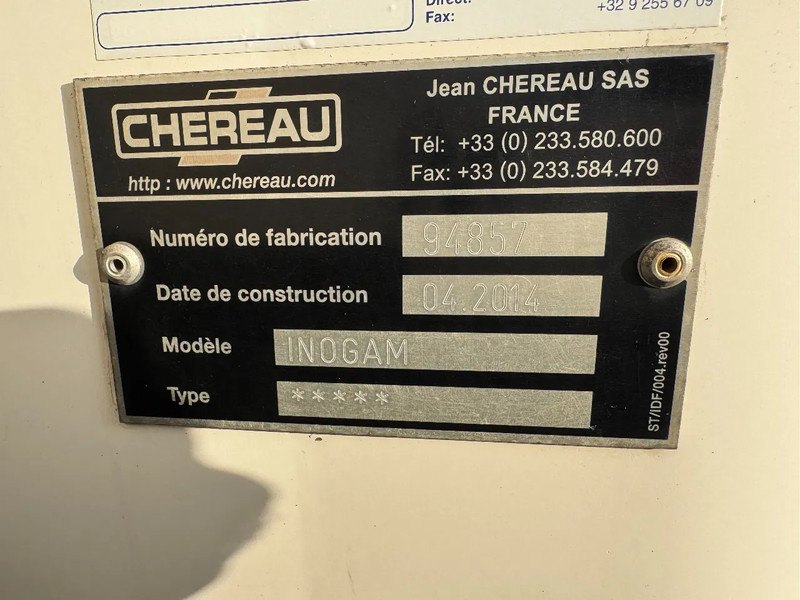 Direct:
Fax:
+32 9 255 67 09
CHEREAU
http : www.chereau.com
Jean CHEREAU SAS
FRANCE
Tél: +33 (0) 233.580.600
Fax: +33 (0) 233.584.479
Numéro de fabrication 94857
Date de construction 04.2014
Modèle INOGAM
Type *****
ST/IDF/004.rév00